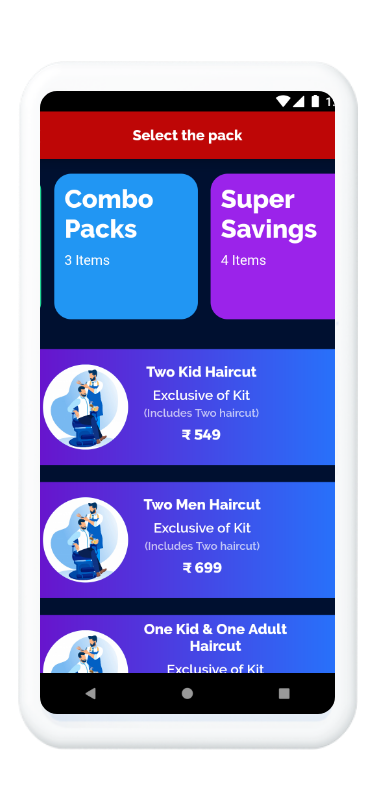 Select the pack
Combo
Packs
3 Items
Super
Savings
4 Items
Two Kid Haircut
Exclusive of Kit
(Includes Two haircut)
₹ 549
Two Men Haircut
Exclusive of Kit
(Includes Two haircut)
₹ 699
One Kid & One Adult
Haircut
Exclusive of Kit